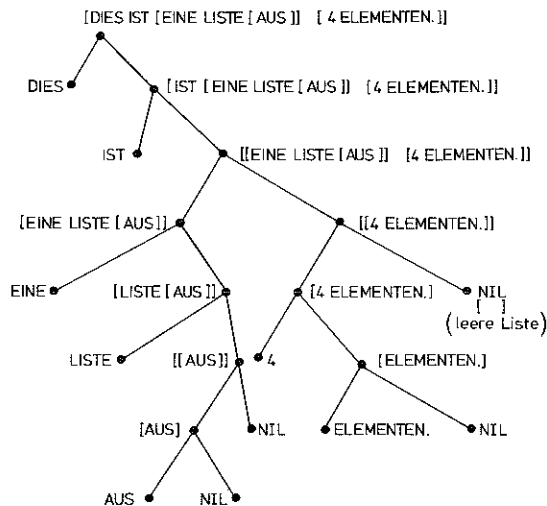 [DIES IST [EINE LISTE [AUS]] [4 ELEMENTEN.]]
DIES [IST [EINE LISTE [AUS]] [4 ELEMENTEN.]]
IST [[EINE LISTE [AUS]] [4 ELEMENTEN.]]
[EINE LISTE [AUS]] [[4 ELEMENTEN.]]
EINE [LISTE [AUS]] [4 ELEMENTEN.] NIL
[ ]
(leere Liste)
LISTE [[AUS]] 4 [ELEMENTEN.]
[AUS] NIL ELEMENTEN. NIL
AUS NIL